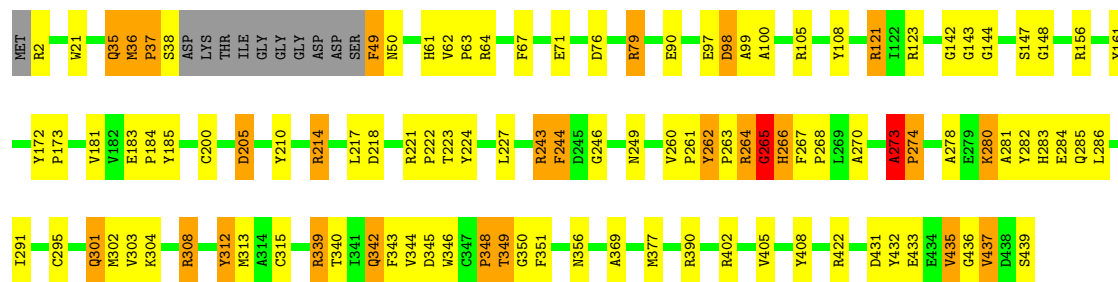 MET R2 W21 Q35 M36 P37 S38 ASP LYS THR ILE GLY GLY GLY ASP ASP SER F49 N50 H61 V62 P63 R64 F67 E71 D76 R79 E90 E97 D98 A99 A100 R105 Y108 R121 I122 R123 G142 G143 G144 S147 G148 R156 Y161
Y172 P173 V181 V182 E183 P184 Y185 C200 D205 Y210 R214 L217 D218 R221 P222 T223 Y224 L227 R243 F244 D245 G246 N249 V260 P261 Y262 P263 R264 G265 H266 F267 P268 L269 A270 A273 P274 A278 E279 K280 A281 Y282 H283 E284 Q285 L286
I291 C295 Q301 M302 V303 K304 R308 Y312 M313 A314 C315 R339 T340 I341 Q342 F343 V344 D345 W346 C347 P348 T349 G350 F351 N356 A369 M377 R390 R402 V405 Y408 R422 D431 Y432 E433 E434 V435 G436 V437 D438 S439